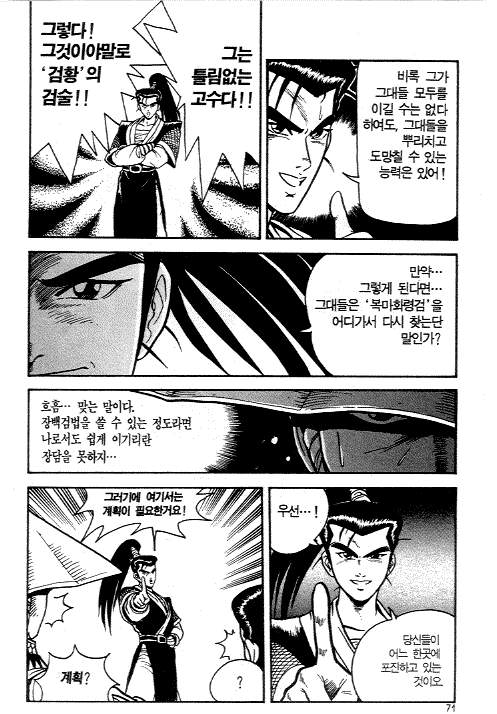 그렇다!
그것이야말로
‘검황’의
검술!!
그는
틀림없는
고수다!!
비록 그가
그대들 모두를
이길 수는 없다
하여도, 그대들을
뿌리치고
도망칠 수 있는
능력은 있어!
만약…
그렇게 된다면…
그대들은 ‘복마화령검’을
어디가서 다시 찾는단
말인가?
흐흠… 맞는 말이다.
장백검법을 쓸 수 있는 정도라면
나로서도 쉽게 이기리란
장담을 못하지…
그러기에 여기서는
계획이 필요한거요!
계획?
?
우선…!
당신들이
어느 한곳에
포진하고 있는
것이오.
71